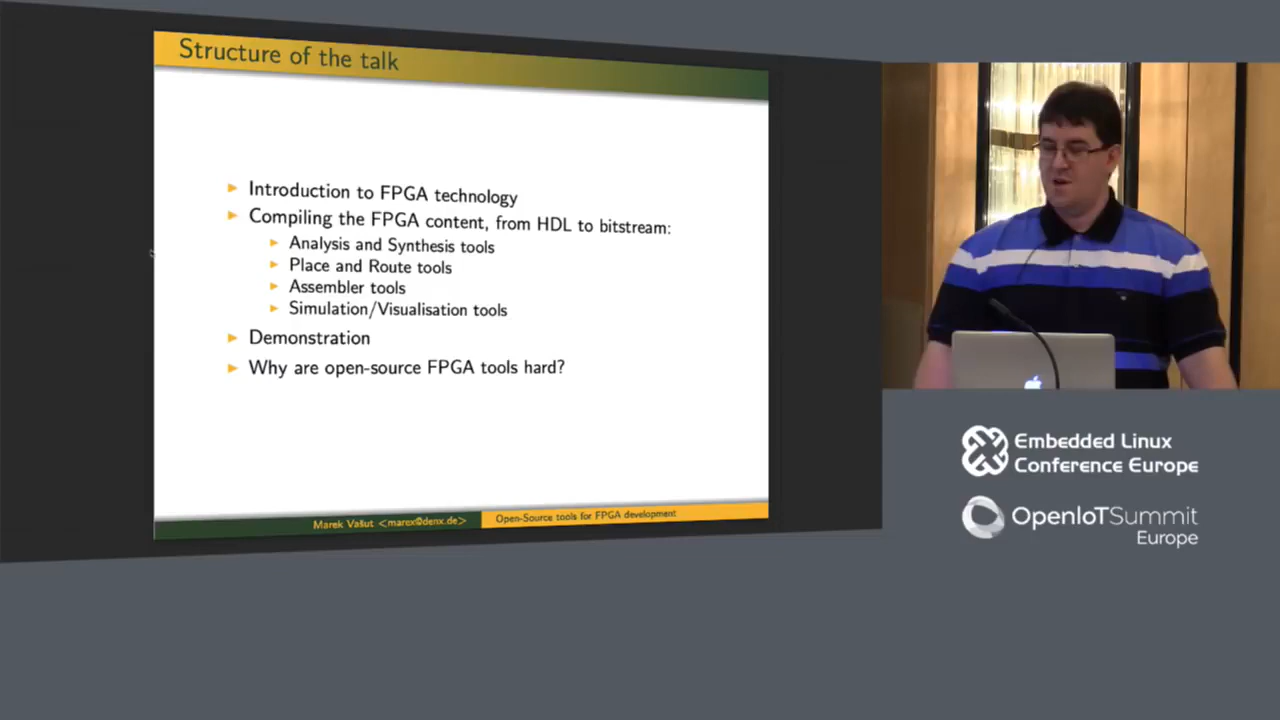 Structure of the talk
Introduction to FPGA technology
Compiling the FPGA content, from HDL to bitstream:
Analysis and Synthesis tools
Place and Route tools
Assembler tools
Simulation/Visualisation tools
Demonstration
Why are open-source FPGA tools hard?
Marek Vašut <marex@denx.de>
Open-Source tools for FPGA development
Embedded Linux
Conference Europe
OpenIoTSummit
Europe